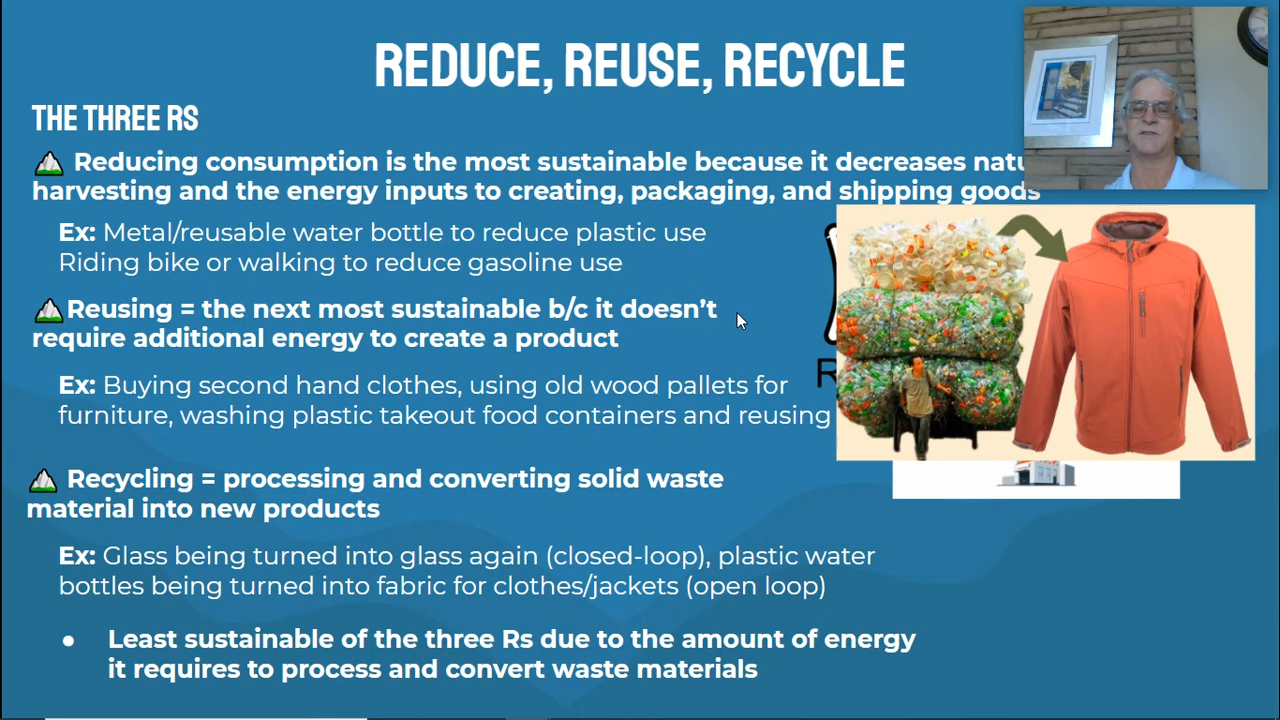 REDUCE, REUSE, RECYCLE
THE THREE RS
Reducing consumption is the most sustainable because it decreases
harvesting and the energy inputs to creating, packaging, and shipping goods
Ex: Metal/reusable water bottle to reduce plastic use
Riding bike or walking to reduce gasoline use
Reusing = the next most sustainable b/c it doesn't
require additional energy to create a product
Ex: Buying second hand clothes, using old wood pallets for
furniture, washing plastic takeout food containers and reusing
Recycling = processing and converting solid waste
material into new products
Ex: Glass being turned into glass again (closed-loop), plastic water
bottles being turned into fabric for clothes/jackets (open loop)
● Least sustainable of the three Rs due to the amount of energy
it requires to process and convert waste materials